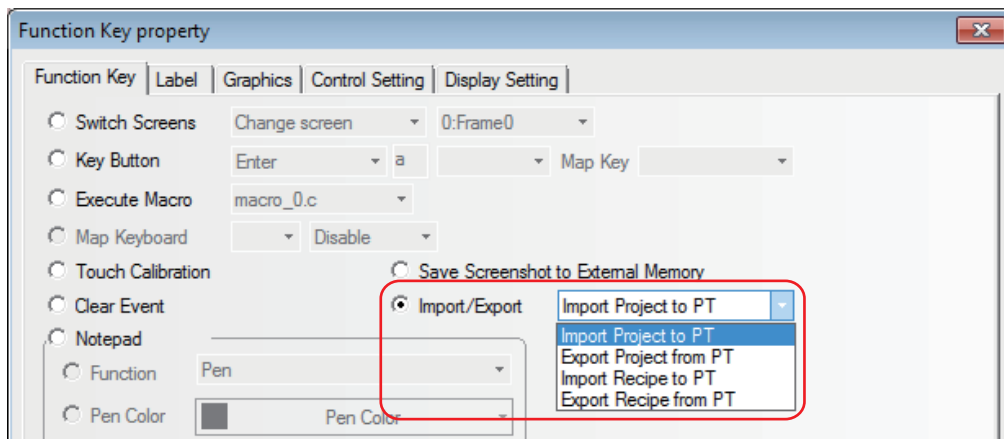 Function Key property
Function Key Label Graphics Control Setting Display Setting
Switch Screens Change screen 0:Frame0
Key Button Enter a Map Key
Execute Macro macro_0.c
Map Keyboard Disable
Touch Calibration Save Screenshot to External Memory
Clear Event Import/Export Import Project to PT
Notepad Import Project to PT
Export Project from PT
Function Pen Import Recipe to PT
Export Recipe from PT
Pen Color Pen Color